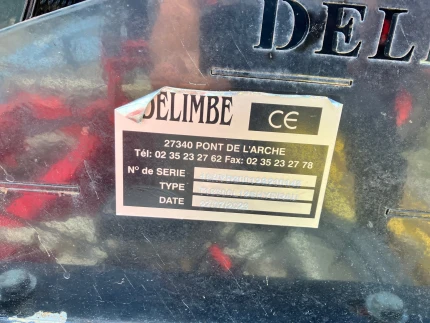 DELI
DELIMBE CE
27340 PONT DE L'ARCHE
Tél: 02 35 23 27 62 Fax: 02 35 23 27 78
N° de SERIE
TYPE
DATE